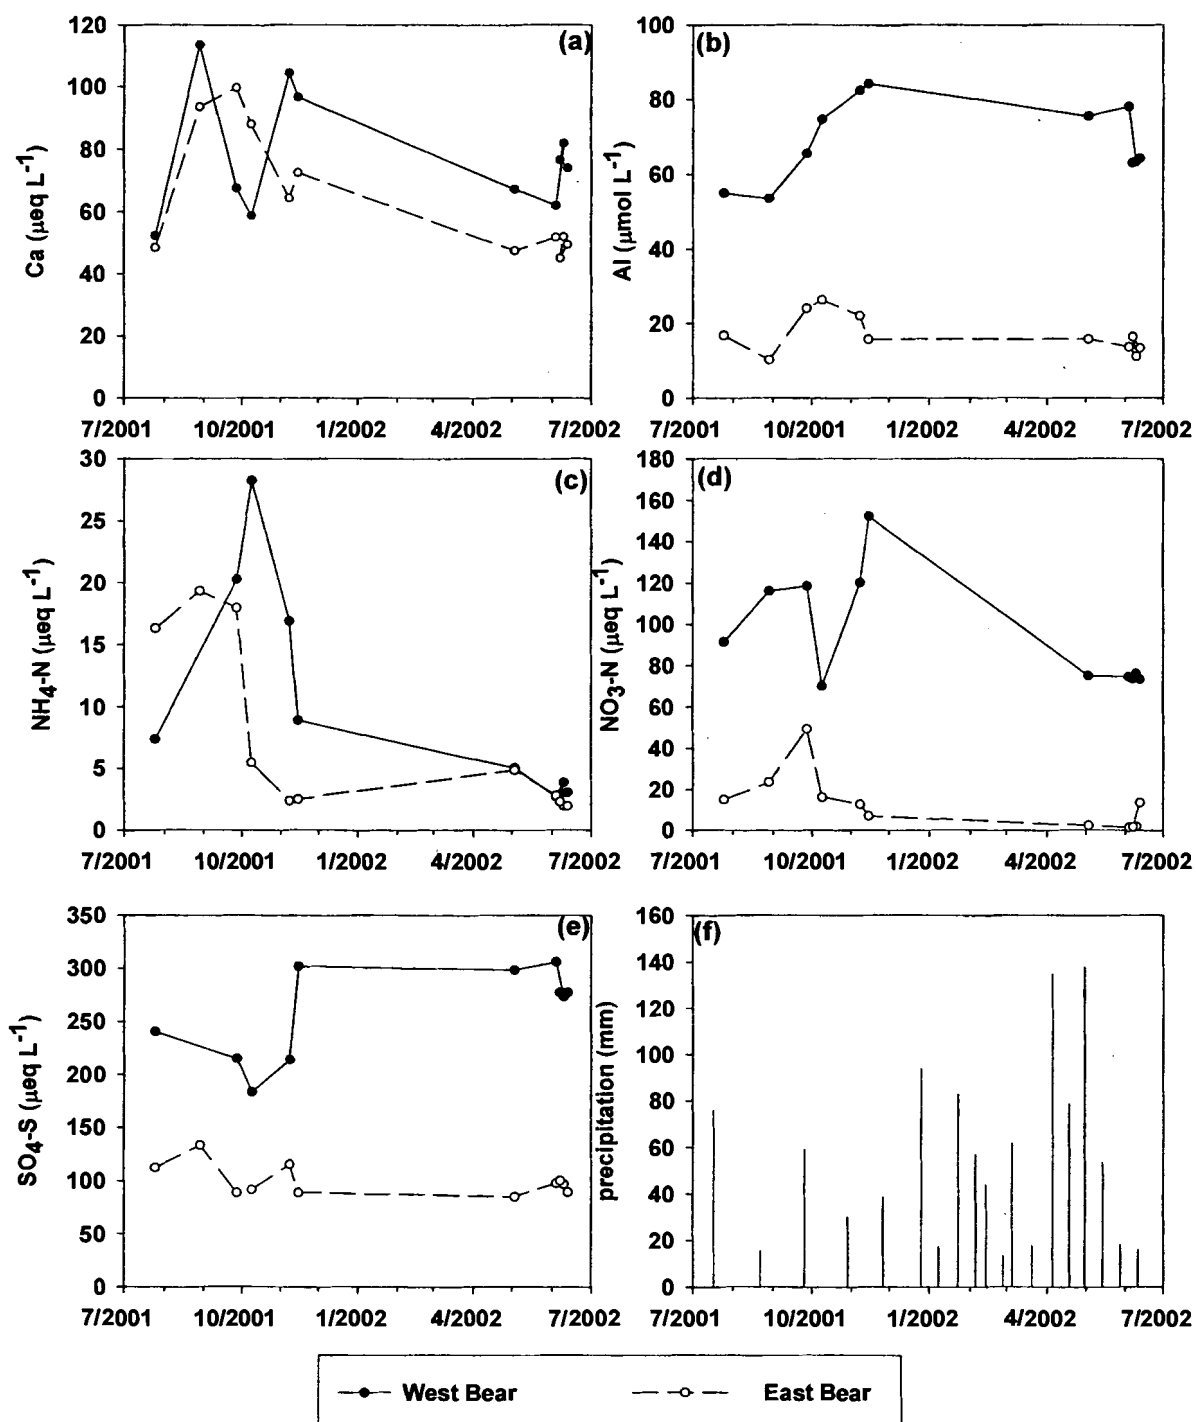 (a)
Ca (µeq L-1)
120
100
80
60
40
20
0
7/2001 10/2001 1/2002 4/2002 7/2002
(b)
Al (µmol L-1)
100
80
60
40
20
0
7/2001 10/2001 1/2002 4/2002 7/2002
(c)
NH4-N (µeq L-1)
30
25
20
15
10
5
0
7/2001 10/2001 1/2002 4/2002 7/2002
(d)
NO3-N (µeq L-1)
180
160
140
120
100
80
60
40
20
0
7/2001 10/2001 1/2002 4/2002 7/2002
(e)
SO4-S (µeq L-1)
350
300
250
200
150
100
50
0
7/2001 10/2001 1/2002 4/2002 7/2002
(f)
precipitation (mm)
160
140
120
100
80
60
40
20
0
7/2001 10/2001 1/2002 4/2002 7/2002
West Bear East Bear